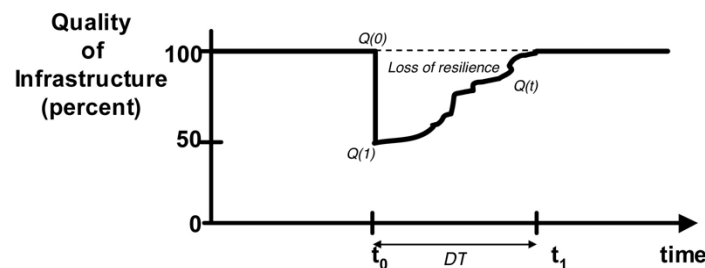 Quality
of
Infrastructure
(percent)
Q(0)
100
Loss of resilience
Q(t)
50
Q(1)
0
t0
DT
t1
time